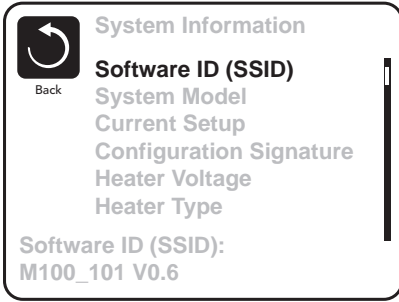 System Information
Back
Software ID (SSID)
System Model
Current Setup
Configuration Signature
Heater Voltage
Heater Type
Software ID (SSID):
M100_101 V0.6